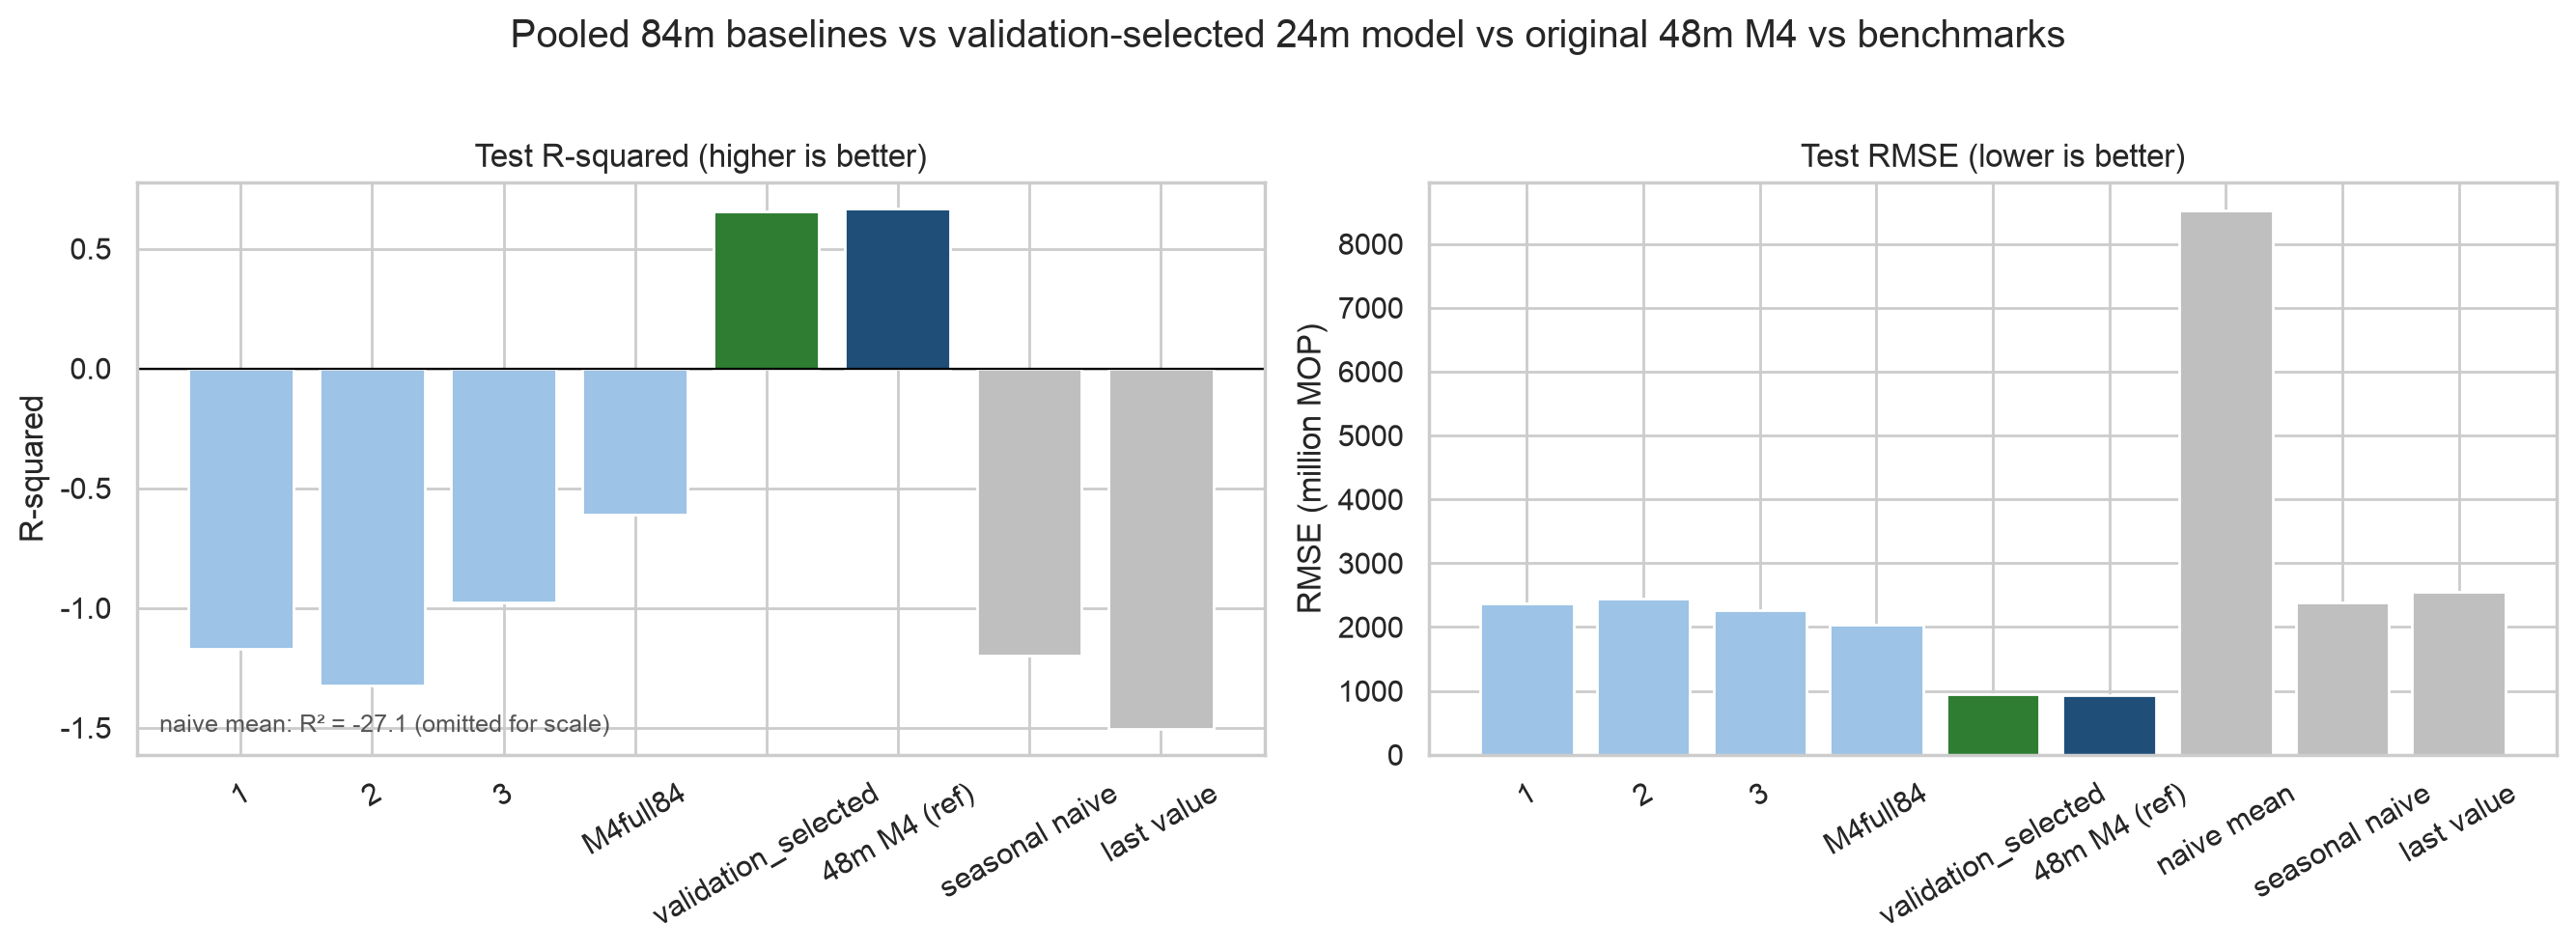 Pooled 84m baselines vs validation-selected 24m model vs original 48m M4 vs benchmarks
Test R-squared (higher is better)
R-squared
0.5
0.0
-0.5
-1.0
-1.5
naive mean: R² = -27.1 (omitted for scale)
1
2
3
M4full84
validation_selected
48m M4 (ref)
seasonal naive
last value
Test RMSE (lower is better)
RMSE (million MOP)
8000
7000
6000
5000
4000
3000
2000
1000
0
1
2
3
M4full84
validation_selected
48m M4 (ref)
naive mean
seasonal naive
last value